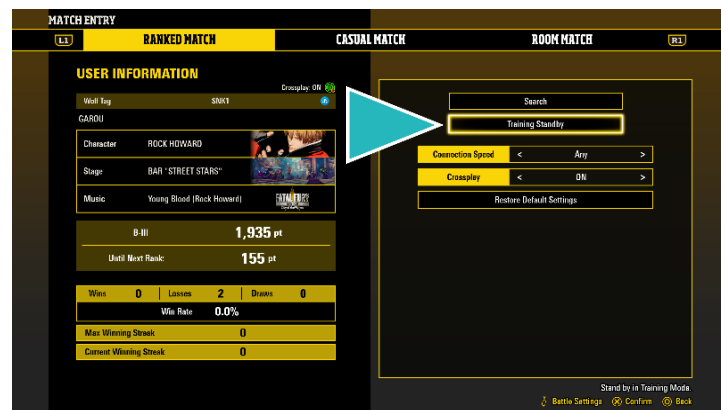 MATCH ENTRY
L1 RANKED MATCH CASUAL MATCH ROOM MATCH R1
USER INFORMATION
Crossplay: ON
Wolf Tag SNK1
GAROU
Character ROCK HOWARD
Stage BAR "STREET STARS"
Music Young Blood (Rock Howard)
FATAL FURY
B-III 1,935 pt
Until Next Rank: 155 pt
Wins 0 Losses 2 Draws 0
Win Rate 0.0%
Max Winning Streak 0
Current Winning Streak 0
Search
Training Standby
Connection Speed < Any >
Crossplay < ON >
Restore Default Settings
Stand by in Training Mode.
Battle Settings Confirm Back